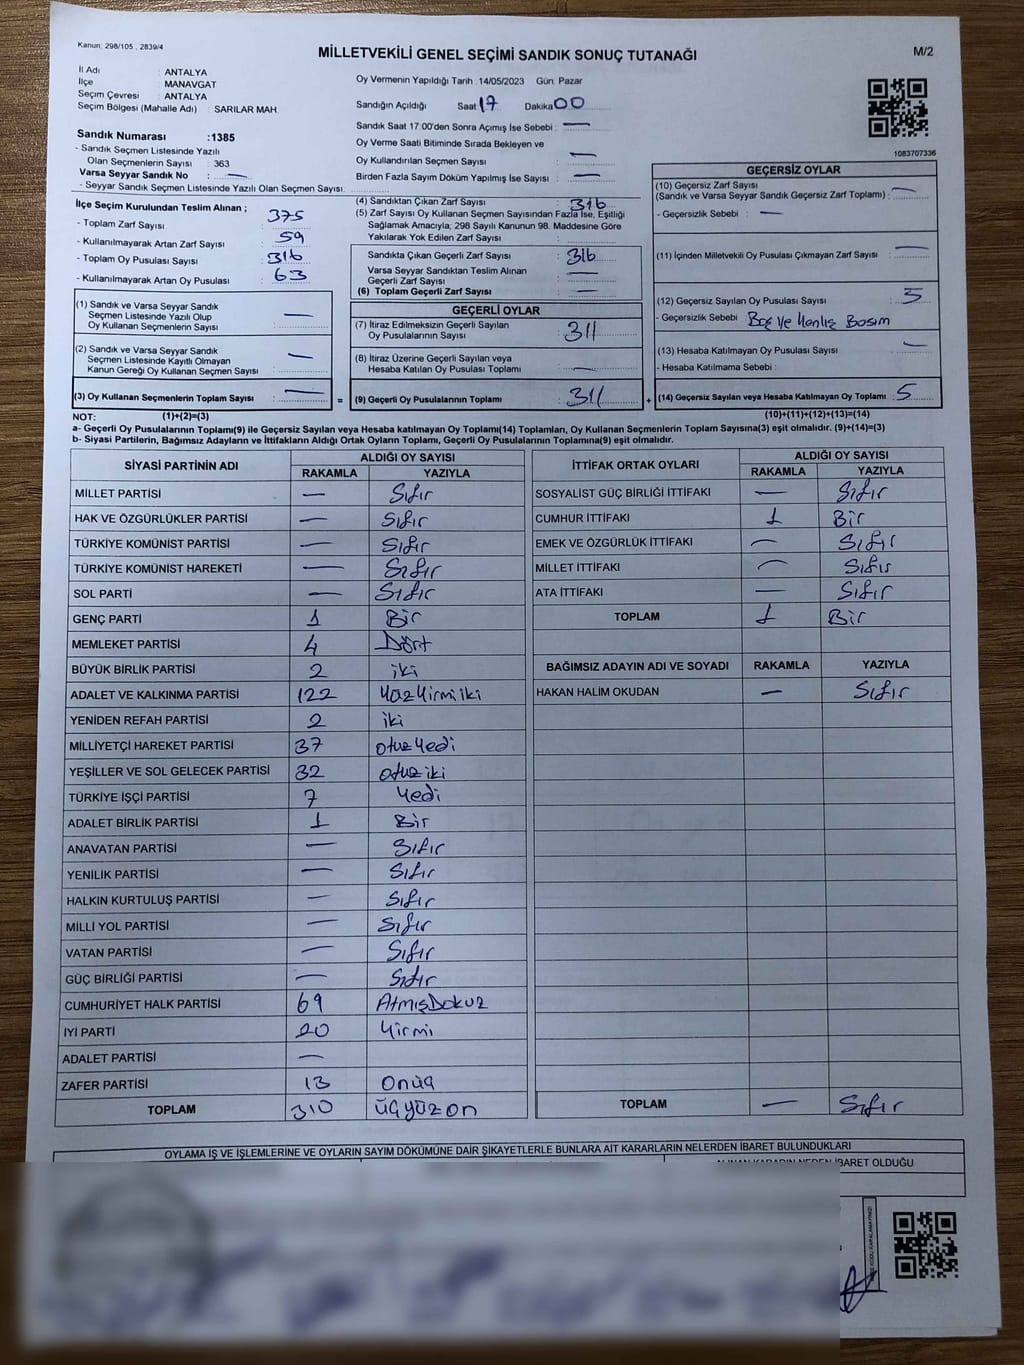 Kanun: 298/105 , 2839/4
MİLLETVEKİLİ GENEL SEÇİMİ SANDIK SONUÇ TUTANAĞI
M/2
İl Adı : ANTALYA
İlçe : MANAVGAT
Seçim Çevresi : ANTALYA
Seçim Bölgesi (Mahalle Adı) : SARILAR MAH.
Sandık Numarası :1385
- Sandık Seçmen Listesinde Yazılı
Olan Seçmenlerin Sayısı : 363
Varsa Seyyar Sandık No : —
- Seyyar Sandık Seçmen Listesinde Yazılı Olan Seçmen Sayısı:
Oy Vermenin Yapıldığı Tarih :14/05/2023 Gün: Pazar
Sandığın Açıldığı Saat 17 Dakika 00
Sandık Saat 17:00'den Sonra Açımış İse Sebebi : —
Oy Verme Saati Bitiminde Sırada Bekleyen ve
Oy Kullandırılan Seçmen Sayısı : —
Birden Fazla Sayım Döküm Yapılmış İse Sayısı : —
1083707336
İlçe Seçim Kurulundan Teslim Alınan ;
- Toplam Zarf Sayısı : 375
- Kullanılmayarak Artan Zarf Sayısı : 59
- Toplam Oy Pusulası Sayısı : 316
- Kullanılmayarak Artan Oy Pusulası : 63
(1) Sandık ve Varsa Seyyar Sandık
Seçmen Listesinde Yazılı Olup
Oy Kullanan Seçmenlerin Sayısı : —
(2) Sandık ve Varsa Seyyar Sandık
Seçmen Listesinde Kayıtlı Olmayan
Kanun Gereği Oy Kullanan Seçmen Sayısı : —
(3) Oy Kullanan Seçmenlerin Toplam Sayısı : —
(4) Sandıktan Çıkan Zarf Sayısı : 316
(5) Zarf Sayısı Oy Kullanan Seçmen Sayısından Fazla İse, Eşitliği
Sağlamak Amacıyla, 298 Sayılı Kanunun 98. Maddesine Göre
Yakılarak Yok Edilen Zarf Sayısı :
Sandıkta Çıkan Geçerli Zarf Sayısı : 316
Varsa Seyyar Sandıktan Teslim Alınan
Geçerli Zarf Sayısı : —
(6) Toplam Geçerli Zarf Sayısı : —
GEÇERLİ OYLAR
(7) İtiraz Edilmeksizin Geçerli Sayılan
Oy Pusulalarının Sayısı : 311
(8) İtiraz Üzerine Geçerli Sayılan veya
Hesaba Katılan Oy Pusulası Toplamı : —
= (9) Geçerli Oy Pusulalarının Toplamı : 311
GEÇERSİZ OYLAR
(10) Geçersiz Zarf Sayısı
(Sandık ve Varsa Seyyar Sandık Geçersiz Zarf Toplamı) : —
- Geçersizlik Sebebi : —
(11) İçinden Milletvekili Oy Pusulası Çıkmayan Zarf Sayısı : —
(12) Geçersiz Sayılan Oy Pusulası Sayısı : 5
- Geçersizlik Sebebi : Boş Ve Yanlış Basım
(13) Hesaba Katılmayan Oy Pusulası Sayısı : —
- Hesaba Katılmama Sebebi :
+ (14) Geçersiz Sayılan veya Hesaba Katılmayan Oy Toplamı : 5
NOT: (1)+(2)=(3) (10)+(11)+(12)+(13)=(14)
a- Geçerli Oy Pusulalarının Toplamı(9) ile Geçersiz Sayılan veya Hesaba katılmayan Oy Toplamı(14) Toplamları, Oy Kullanan Seçmenlerin Toplam Sayısına(3) eşit olmalıdır. (9)+(14)=(3)
b- Siyasi Partilerin, Bağımsız Adayların ve İttifakların Aldığı Ortak Oyların Toplamı, Geçerli Oy Pusulalarının Toplamına(9) eşit olmalıdır.
SİYASİ PARTİNİN ADI ALDIĞI OY SAYISI
RAKAMLA YAZIYLA
MİLLET PARTİSİ — Sıfır
HAK VE ÖZGÜRLÜKLER PARTİSİ — Sıfır
TÜRKİYE KOMÜNİST PARTİSİ — Sıfır
TÜRKİYE KOMÜNİST HAREKETİ — Sıfır
SOL PARTİ — Sıfır
GENÇ PARTİ 1 Bir
MEMLEKET PARTİSİ 4 Dört
BÜYÜK BİRLİK PARTİSİ 2 iki
ADALET VE KALKINMA PARTİSİ 122 Yüz Yirmi iki
YENİDEN REFAH PARTİSİ 2 iki
MİLLİYETÇİ HAREKET PARTİSİ 37 otuz Yedi
YEŞİLLER VE SOL GELECEK PARTİSİ 32 otuz iki
TÜRKİYE İŞÇİ PARTİSİ 7 Yedi
ADALET BİRLİK PARTİSİ 1 Bir
ANAVATAN PARTİSİ — Sıfır
YENİLİK PARTİSİ — Sıfır
HALKIN KURTULUŞ PARTİSİ — Sıfır
MİLLİ YOL PARTİSİ — Sıfır
VATAN PARTİSİ — Sıfır
GÜÇ BİRLİĞİ PARTİSİ — Sıfır
CUMHURİYET HALK PARTİSİ 69 AtmışDokuz
İYİ PARTİ 20 Yirmi
ADALET PARTİSİ —
ZAFER PARTİSİ 13 Onüç
TOPLAM 310 Üçyüz on
İTTİFAK ORTAK OYLARI ALDIĞI OY SAYISI
RAKAMLA YAZIYLA
SOSYALİST GÜÇ BİRLİĞİ İTTİFAKI — Sıfır
CUMHUR İTTİFAKI 1 Bir
EMEK VE ÖZGÜRLÜK İTTİFAKI — Sıfır
MİLLET İTTİFAKI — Sıfır
ATA İTTİFAKI — Sıfır
TOPLAM 1 Bir
BAĞIMSIZ ADAYIN ADI VE SOYADI RAKAMLA YAZIYLA
HAKAN HALİM OKUDAN — Sıfır
TOPLAM — Sıfır
OYLAMA İŞ VE İŞLEMLERİNE VE OYLARIN SAYIM DÖKÜMÜNE DAİR ŞİKAYETLERLE BUNLARA AİT KARARLARIN NELERDEN İBARET BULUNDUKLARI
ALINAN KARARIN NEDEN İBARET OLDUĞU